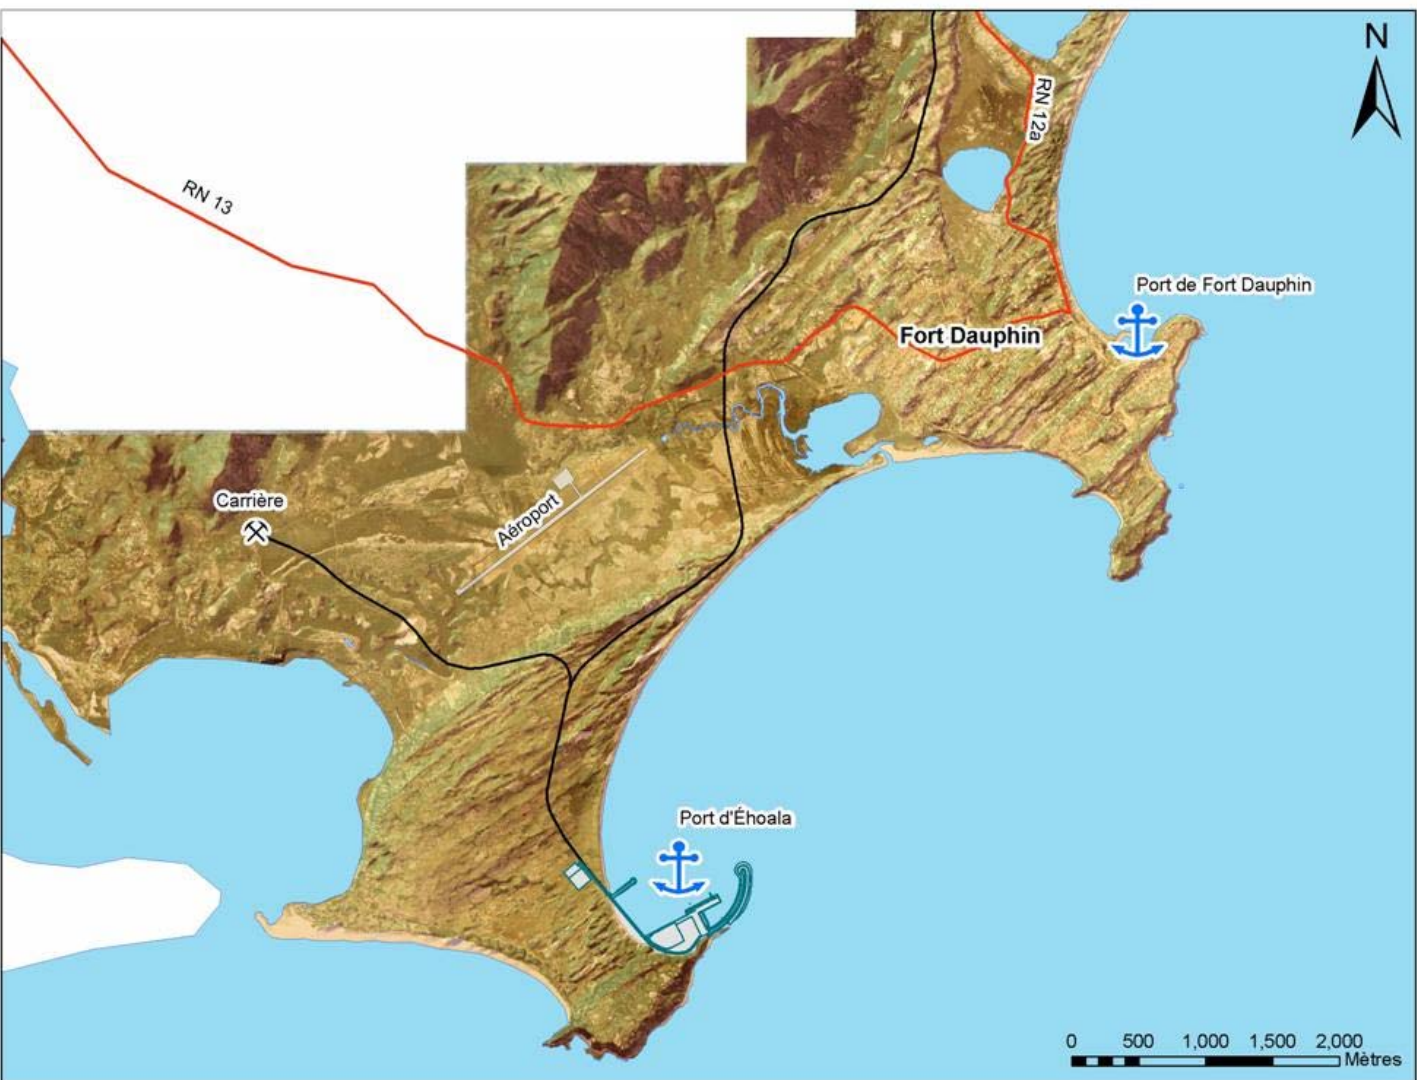 N
RN 12a
RN 13
Port de Fort Dauphin
Fort Dauphin
Carrière
Aéroport
Port d'Éhoala
0 500 1,000 1,500 2,000
Mètres